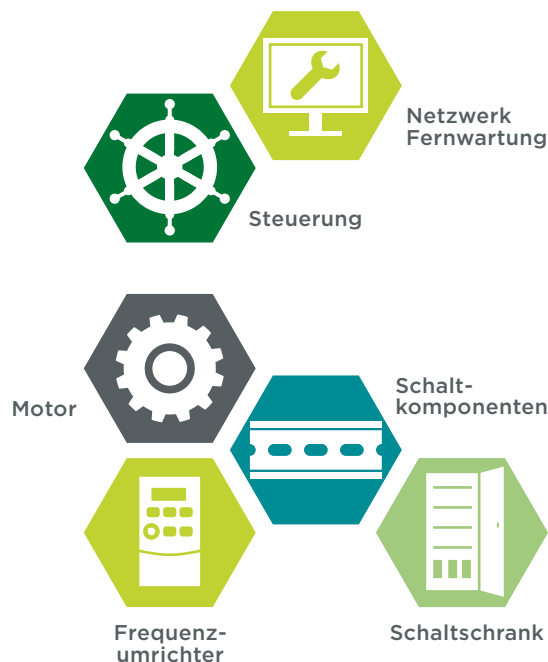 Netzwerk
Fernwartung
Steuerung
Motor
Schalt-
komponenten
Frequenz-
umrichter
Schaltschrank